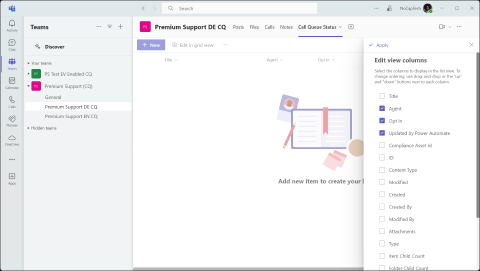 Search
NoCapTech
Activity
Chat
Teams
Calendar
Calls
OneDrive
Apps
Teams
Discover
Your teams
PS Test EV Enabled CQ
Premium Support [CQ]
General
Premium Support DE CQ
Premium Support EN CQ
Hidden teams
PS
Premium Support DE CQ
Posts
Files
Calls
Notes
Call Queue Status
+ New
Edit in grid view
Title
Agent
Opt In
Add new item to create your l
Apply
Edit view columns
Select the columns to display in the list view. To
change ordering, use drag and drop or the "up"
and "down" buttons next to each column.
Title
Agent
Opt In
Updated by Power Automate
Compliance Asset Id
ID
Content Type
Modified
Created
Created By
Modified By
Attachments
Type
Item Child Count
Folder Child Count